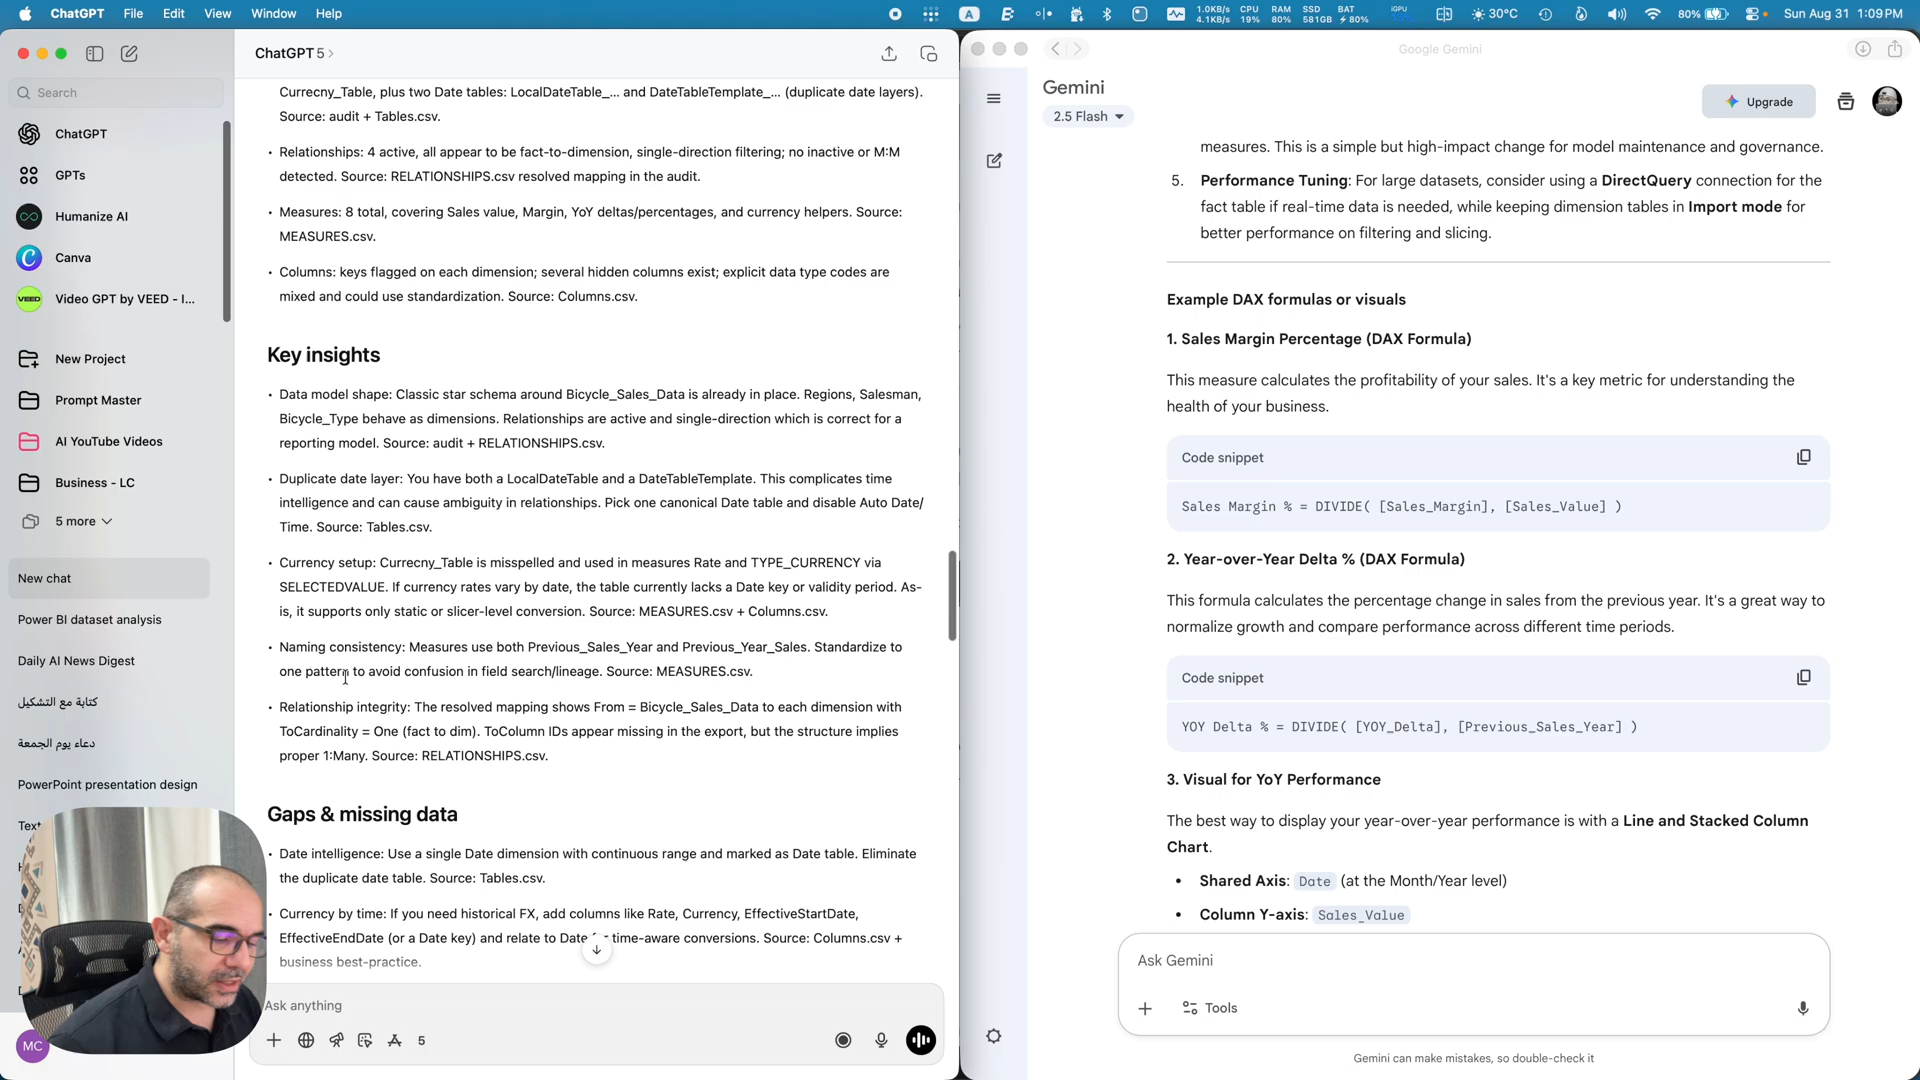 ChatGPT File Edit View Window Help
1.0KB/s 4.1KB/s CPU 19% RAM 80% SSD 581GB BAT 80% iGPU 30°C 80% Sun Aug 31 1:09 PM
Search
ChatGPT
GPTs
Humanize AI
Canva
Video GPT by VEED - I...
New Project
Prompt Master
AI YouTube Videos
Business - LC
5 more
New chat
Power BI dataset analysis
Daily AI News Digest
كتابة مع التشكيل
دعاء يوم الجمعة
PowerPoint presentation design
Text
MC
ChatGPT 5 >
Currecny_Table, plus two Date tables: LocalDateTable_... and DateTableTemplate_... (duplicate date layers).
Source: audit + Tables.csv.
• Relationships: 4 active, all appear to be fact-to-dimension, single-direction filtering; no inactive or M:M
detected. Source: RELATIONSHIPS.csv resolved mapping in the audit.
• Measures: 8 total, covering Sales value, Margin, YoY deltas/percentages, and currency helpers. Source:
MEASURES.csv.
• Columns: keys flagged on each dimension; several hidden columns exist; explicit data type codes are
mixed and could use standardization. Source: Columns.csv.
Key insights
• Data model shape: Classic star schema around Bicycle_Sales_Data is already in place. Regions, Salesman,
Bicycle_Type behave as dimensions. Relationships are active and single-direction which is correct for a
reporting model. Source: audit + RELATIONSHIPS.csv.
• Duplicate date layer: You have both a LocalDateTable and a DateTableTemplate. This complicates time
intelligence and can cause ambiguity in relationships. Pick one canonical Date table and disable Auto Date/
Time. Source: Tables.csv.
• Currency setup: Currecny_Table is misspelled and used in measures Rate and TYPE_CURRENCY via
SELECTEDVALUE. If currency rates vary by date, the table currently lacks a Date key or validity period. As-
is, it supports only static or slicer-level conversion. Source: MEASURES.csv + Columns.csv.
• Naming consistency: Measures use both Previous_Sales_Year and Previous_Year_Sales. Standardize to
one pattern to avoid confusion in field search/lineage. Source: MEASURES.csv.
• Relationship integrity: The resolved mapping shows From = Bicycle_Sales_Data to each dimension with
ToCardinality = One (fact to dim). ToColumn IDs appear missing in the export, but the structure implies
proper 1:Many. Source: RELATIONSHIPS.csv.
Gaps & missing data
• Date intelligence: Use a single Date dimension with continuous range and marked as Date table. Eliminate
the duplicate date table. Source: Tables.csv.
• Currency by time: If you need historical FX, add columns like Rate, Currency, EffectiveStartDate,
EffectiveEndDate (or a Date key) and relate to Date for time-aware conversions. Source: Columns.csv +
business best-practice.
Ask anything
5
Google Gemini
Gemini
2.5 Flash
Upgrade
measures. This is a simple but high-impact change for model maintenance and governance.
5. Performance Tuning: For large datasets, consider using a DirectQuery connection for the
fact table if real-time data is needed, while keeping dimension tables in Import mode for
better performance on filtering and slicing.
Example DAX formulas or visuals
1. Sales Margin Percentage (DAX Formula)
This measure calculates the profitability of your sales. It's a key metric for understanding the
health of your business.
Code snippet
Sales Margin % = DIVIDE( [Sales_Margin], [Sales_Value] )
2. Year-over-Year Delta % (DAX Formula)
This formula calculates the percentage change in sales from the previous year. It's a great way to
normalize growth and compare performance across different time periods.
Code snippet
YOY Delta % = DIVIDE( [YOY_Delta], [Previous_Sales_Year] )
3. Visual for YoY Performance
The best way to display your year-over-year performance is with a Line and Stacked Column
Chart.
• Shared Axis: Date (at the Month/Year level)
• Column Y-axis: Sales_Value
Ask Gemini
Tools
Gemini can make mistakes, so double-check it